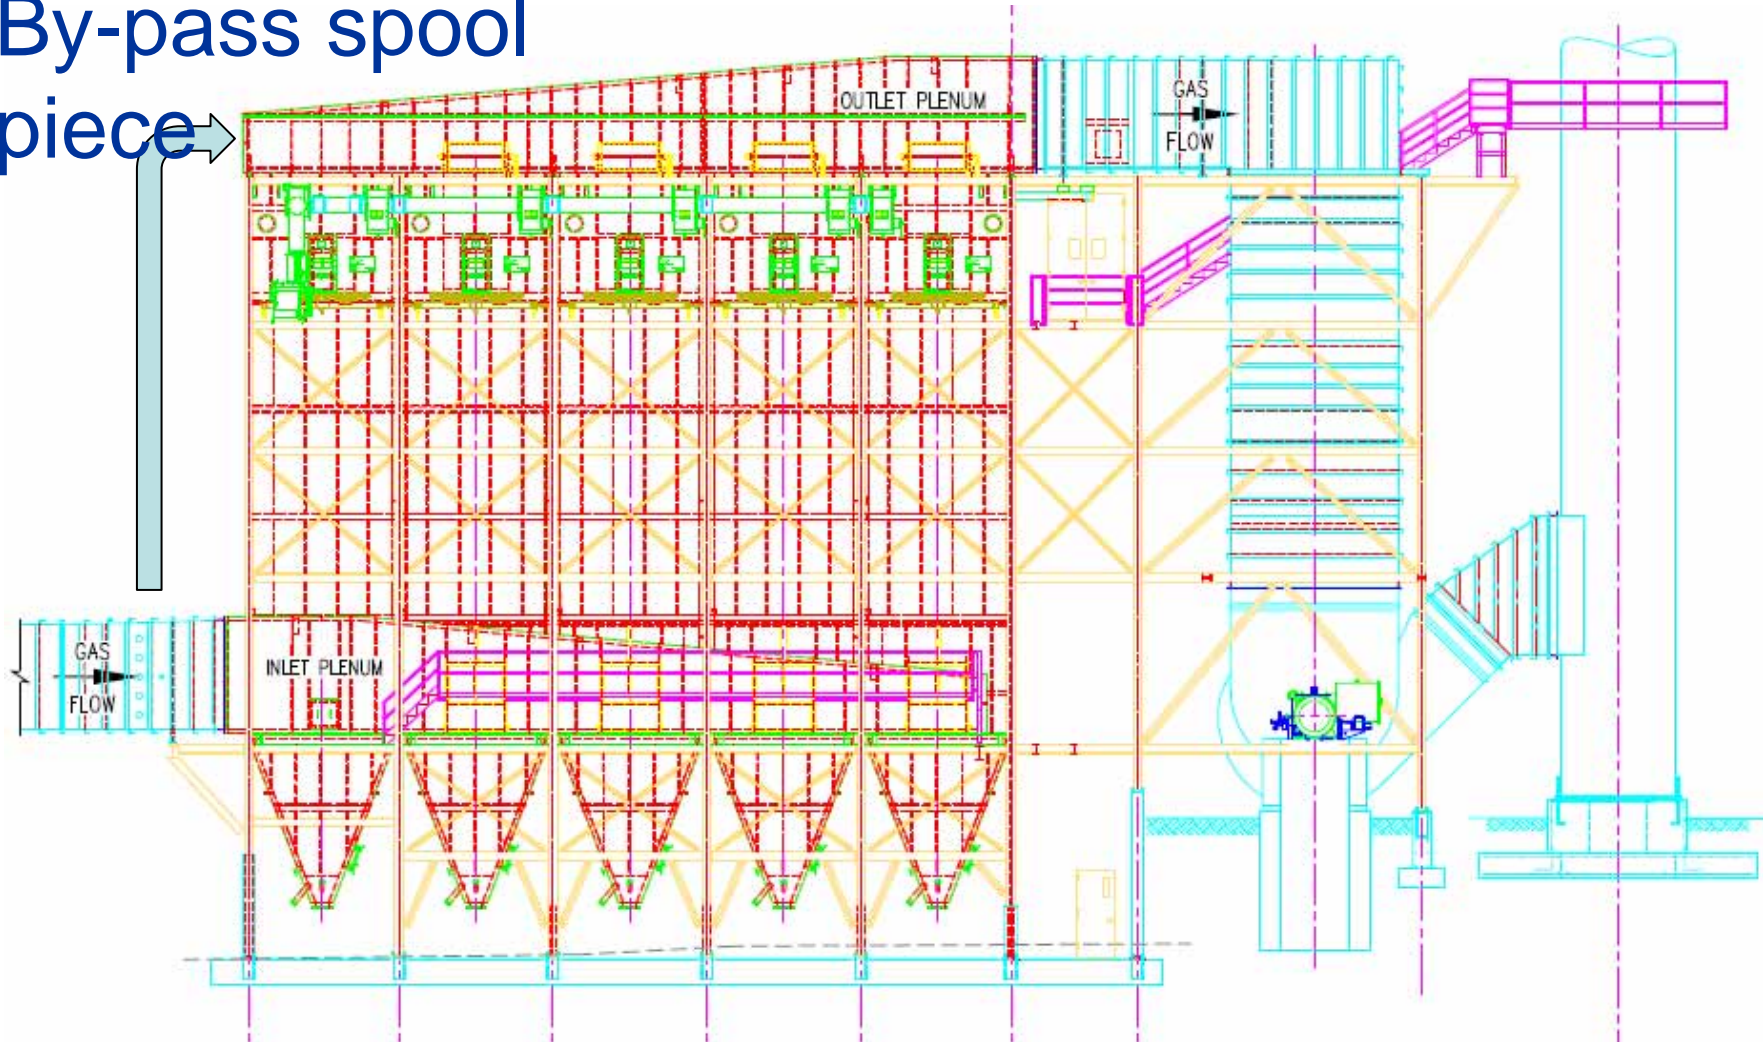 By-pass spool
piece
OUTLET PLENUM
GAS
FLOW
GAS
FLOW
INLET PLENUM